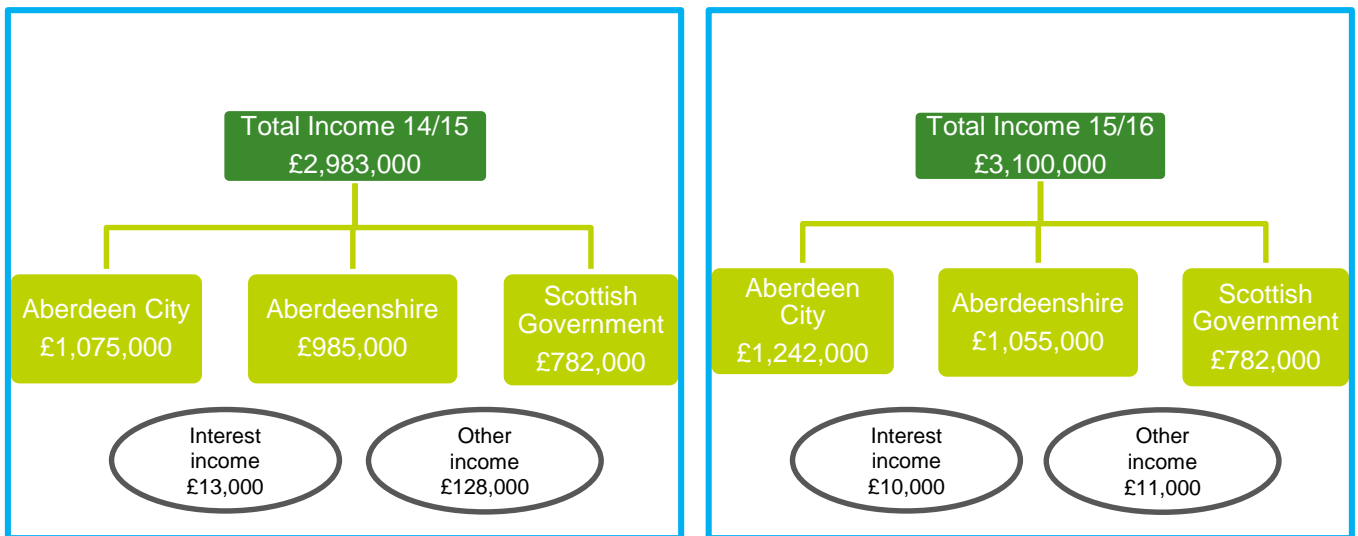 Total Income 14/15
£2,983,000
Aberdeen City
£1,075,000
Aberdeenshire
£985,000
Scottish
Government
£782,000
Interest
income
£13,000
Other
income
£128,000
Total Income 15/16
£3,100,000
Aberdeen
City
£1,242,000
Aberdeenshire
£1,055,000
Scottish
Government
£782,000
Interest
income
£10,000
Other
income
£11,000